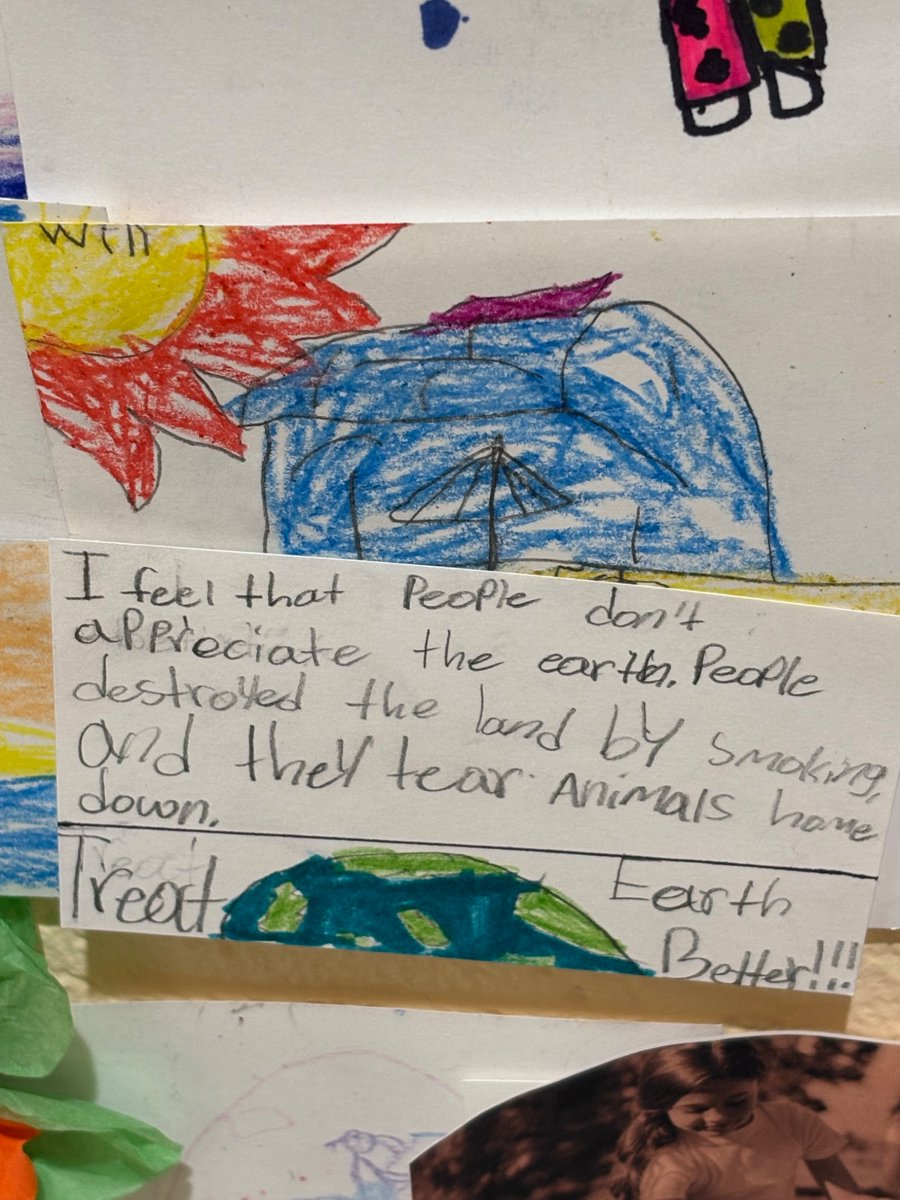 I feel that People don't
appreciate the earth. People
destroyed the land by smoking,
and they tear Animals home
down.
Treat Earth
Better!!!